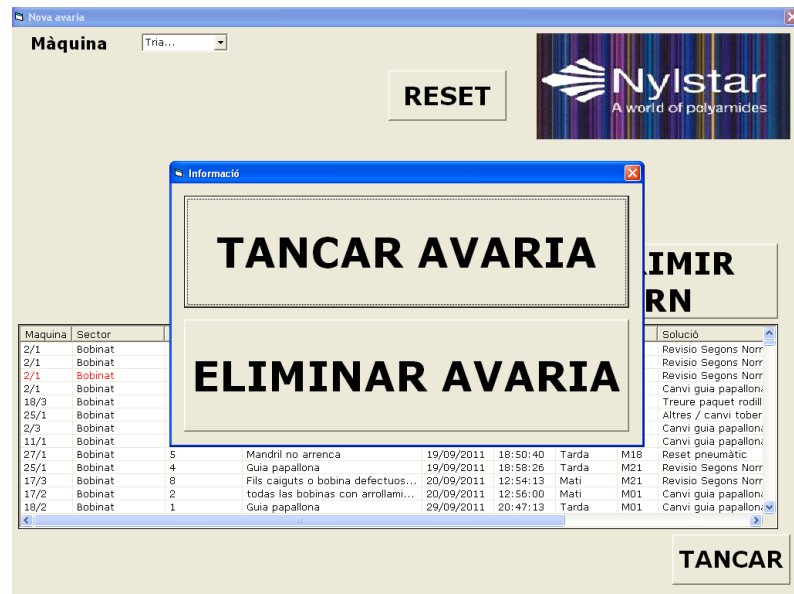 Nova avaria
Màquina Tria...
RESET
Nylstar
A world of polyamides
Informació
TANCAR AVARIA
ELIMINAR AVARIA
IMIR
RN
Maquina Sector Solució
2/1 Bobinat Revisio Segons Norr
2/1 Bobinat Revisio Segons Norr
2/1 Bobinat Revisio Segons Norr
2/1 Bobinat Canvi guia papallona
18/3 Bobinat Treure paquet rodill
25/1 Bobinat Altres / canvi tober
2/3 Bobinat Canvi guia papallona
11/1 Bobinat Canvi guia papallona
27/1 Bobinat 5 Mandril no arrenca 19/09/2011 18:50:40 Tarda M18 Reset pneumàtic
25/1 Bobinat 4 Guia papallona 19/09/2011 18:58:26 Tarda M21 Revisio Segons Norr
17/3 Bobinat 8 Fils caiguts o bobina defectuos... 20/09/2011 12:54:13 Mati M21 Revisio Segons Norr
17/2 Bobinat 2 todas las bobinas con arrollami... 20/09/2011 12:56:00 Mati M01 Canvi guia papallona
18/2 Bobinat 1 Guia papallona 29/09/2011 20:47:13 Tarda M01 Canvi guia papallona
TANCAR